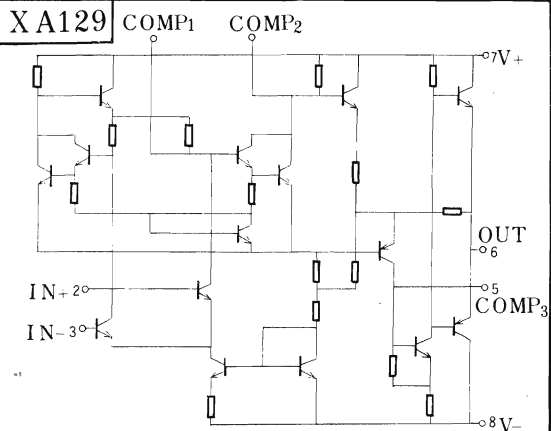 XA129
COMP1 COMP2
7V+
OUT
6
IN+2
5
COMP3
IN-3
8V-